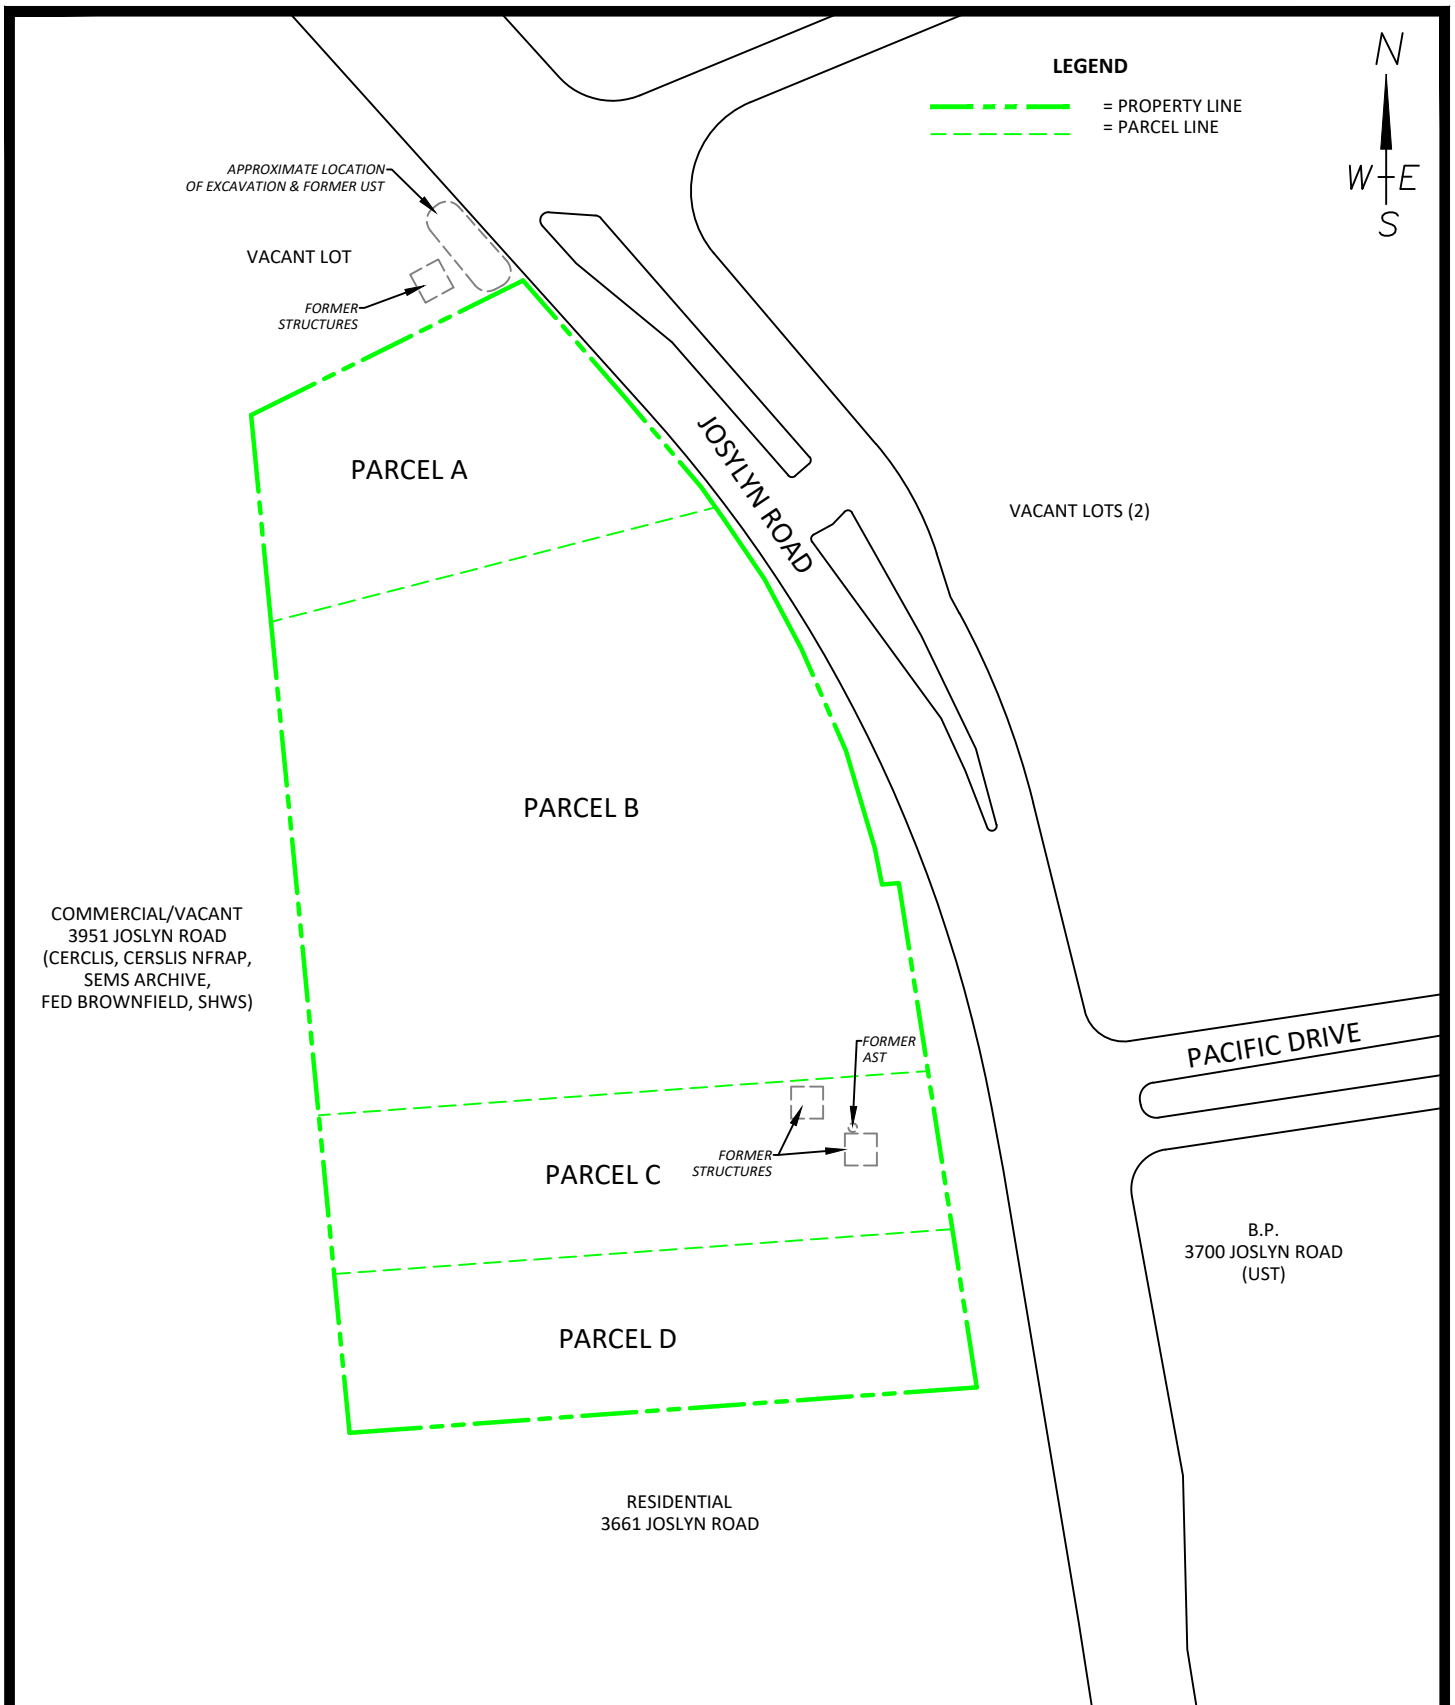 LEGEND
= PROPERTY LINE
= PARCEL LINE
N
W E
S
APPROXIMATE LOCATION
OF EXCAVATION & FORMER UST
VACANT LOT
FORMER
STRUCTURES
PARCEL A
JOSYLYN ROAD
VACANT LOTS (2)
PARCEL B
COMMERCIAL/VACANT
3951 JOSLYN ROAD
(CERCLIS, CERSLIS NFRAP,
SEMS ARCHIVE,
FED BROWNFIELD, SHWS)
PACIFIC DRIVE
FORMER
AST
FORMER
STRUCTURES
PARCEL C
B.P.
3700 JOSLYN ROAD
(UST)
PARCEL D
RESIDENTIAL
3661 JOSLYN ROAD